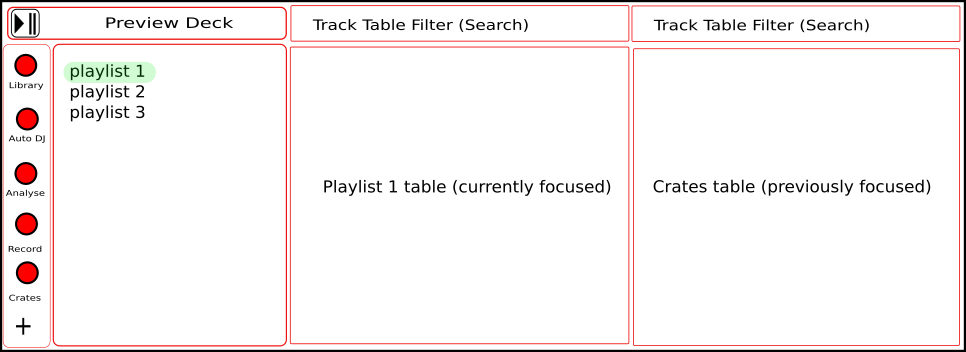 Preview Deck
Track Table Filter (Search)
Track Table Filter (Search)
Library
Auto DJ
Analyse
Record
Crates
+
playlist 1
playlist 2
playlist 3
Playlist 1 table (currently focused)
Crates table (previously focused)